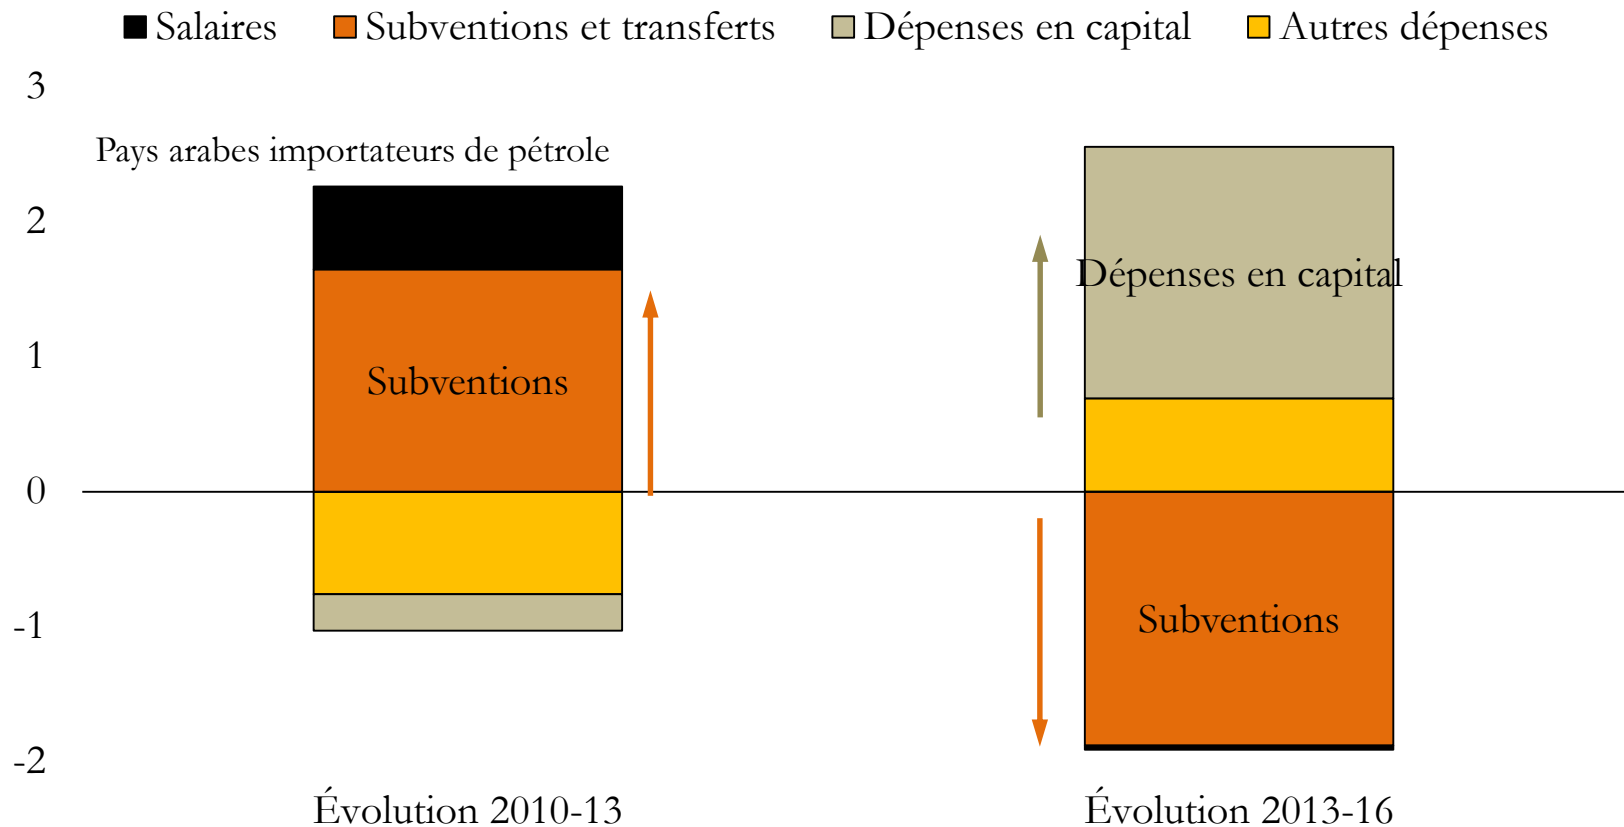 Salaires Subventions et transferts Dépenses en capital Autres dépenses
3
Pays arabes importateurs de pétrole
2
Dépenses en capital
1
Subventions
0
Subventions
-1
-2
Évolution 2010-13 Évolution 2013-16